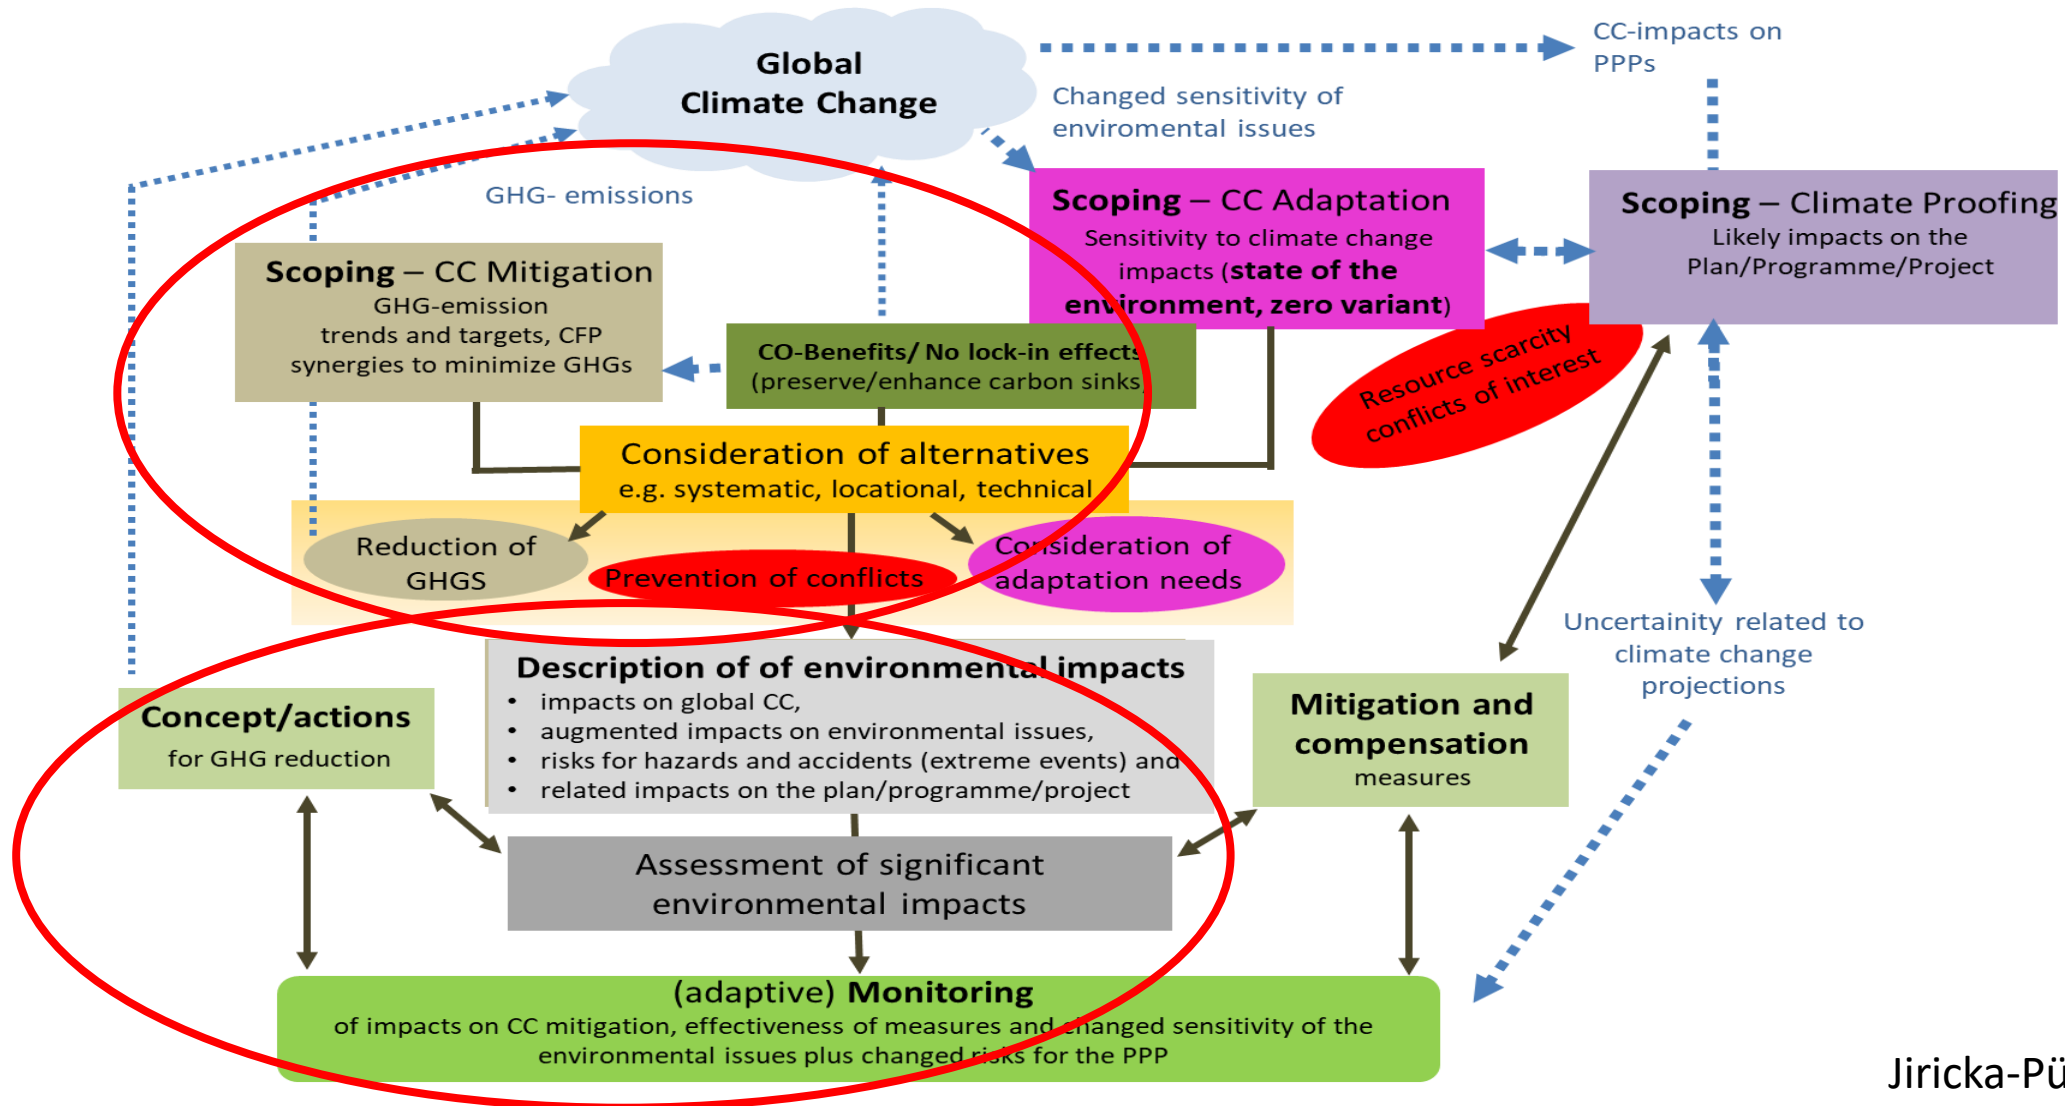 Global
Climate Change
CC-impacts on
PPPs
Changed sensitivity of
enviromental issues
GHG- emissions
Scoping – CC Mitigation
GHG-emission
trends and targets, CFP
synergies to minimize GHGs
Scoping – CC Adaptation
Sensitivity to climate change
impacts (state of the
environment, zero variant)
Scoping – Climate Proofing
Likely impacts on the
Plan/Programme/Project
CO-Benefits/ No lock-in effects
(preserve/enhance carbon sinks)
Resource scarcity
conflicts of interest
Consideration of alternatives
e.g. systematic, locational, technical
Reduction of
GHGS
Prevention of conflicts
Consideration of
adaptation needs
Description of of environmental impacts
• impacts on global CC,
• augmented impacts on environmental issues,
• risks for hazards and accidents (extreme events) and
• related impacts on the plan/programme/project
Concept/actions
for GHG reduction
Mitigation and
compensation
measures
Uncertainity related to
climate change
projections
Assessment of significant
environmental impacts
(adaptive) Monitoring
of impacts on CC mitigation, effectiveness of measures and changed sensitivity of the
environmental issues plus changed risks for the PPP
Jiricka-Pü